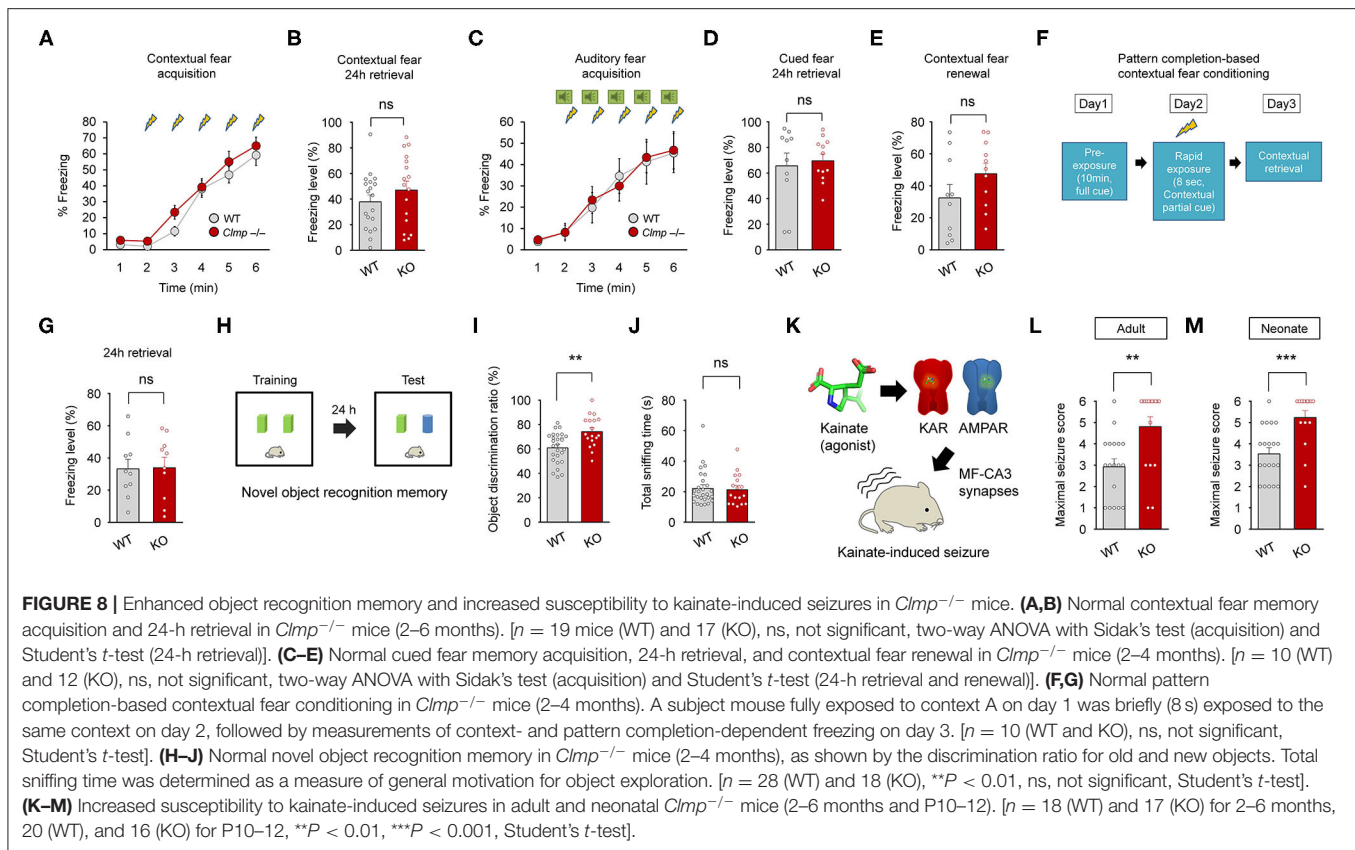 A
Contextual fear
acquisition
% Freezing
80
70
60
50
40
30
20
10
0
WT
Clmp –/–
1 2 3 4 5 6
Time (min)
B
Contextual fear
24h retrieval
ns
Freezing level (%)
100
80
60
40
20
0
WT KO
C
Auditory fear
acquisition
% Freezing
80
70
60
50
40
30
20
10
0
WT
Clmp –/–
1 2 3 4 5 6
Time (min)
D
Cued fear
24h retrieval
ns
Freezing level (%)
100
80
60
40
20
0
WT KO
E
Contextual fear
renewal
ns
Freezing level (%)
100
80
60
40
20
0
WT KO
F
Pattern completion-based
contextual fear conditioning
Day1 Day2 Day3
Pre-
exposure
(10min,
full cue)
Rapid
exposure
(8 sec,
Contextual
partial cue)
Contextual
retrieval
G
24h retrieval
ns
Freezing level (%)
100
80
60
40
20
0
WT KO
H
Training
24 h
Test
Novel object recognition memory
I
**
Object discrimination ratio (%)
100
80
60
40
20
0
WT KO
J
ns
Total sniffing time (s)
100
80
60
40
20
0
WT KO
K
Kainate
(agonist)
KAR AMPAR
MF-CA3
synapses
Kainate-induced seizure
L
Adult
**
Maximal seizure score
6
5
4
3
2
1
0
WT KO
M
Neonate
***
Maximal seizure score
6
5
4
3
2
1
0
WT KO
FIGURE 8 | Enhanced object recognition memory and increased susceptibility to kainate-induced seizures in Clmp−/− mice. (A,B) Normal contextual fear memory
acquisition and 24-h retrieval in Clmp−/− mice (2–6 months). [n = 19 mice (WT) and 17 (KO), ns, not significant, two-way ANOVA with Sidak's test (acquisition) and
Student's t-test (24-h retrieval)]. (C–E) Normal cued fear memory acquisition, 24-h retrieval, and contextual fear renewal in Clmp−/− mice (2–4 months). [n = 10 (WT)
and 12 (KO), ns, not significant, two-way ANOVA with Sidak's test (acquisition) and Student's t-test (24-h retrieval and renewal)]. (F,G) Normal pattern
completion-based contextual fear conditioning in Clmp−/− mice (2–4 months). A subject mouse fully exposed to context A on day 1 was briefly (8 s) exposed to the
same context on day 2, followed by measurements of context- and pattern completion-dependent freezing on day 3. [n = 10 (WT and KO), ns, not significant,
Student's t-test]. (H–J) Normal novel object recognition memory in Clmp−/− mice (2–4 months), as shown by the discrimination ratio for old and new objects. Total
sniffing time was determined as a measure of general motivation for object exploration. [n = 28 (WT) and 18 (KO), **P < 0.01, ns, not significant, Student's t-test].
(K–M) Increased susceptibility to kainate-induced seizures in adult and neonatal Clmp−/− mice (2–6 months and P10–12). [n = 18 (WT) and 17 (KO) for 2–6 months,
20 (WT), and 16 (KO) for P10–12, **P < 0.01, ***P < 0.001, Student's t-test].